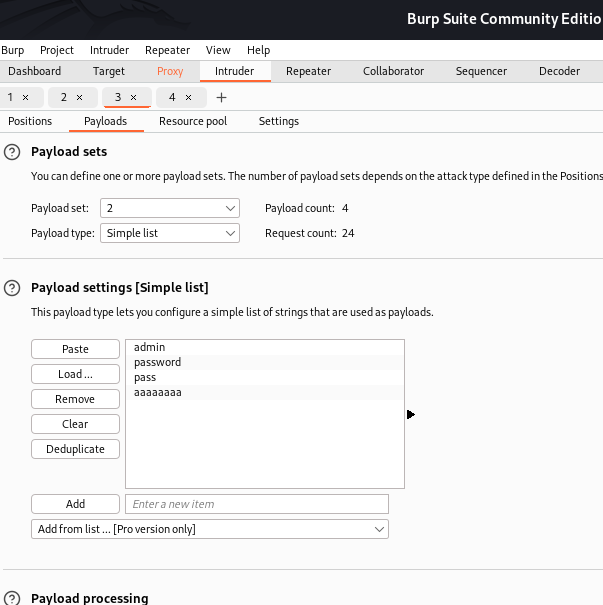 Burp Suite Community Editio
Burp Project Intruder Repeater View Help
Dashboard Target Proxy Intruder Repeater Collaborator Sequencer Decoder
1 × 2 × 3 × 4 × +
Positions Payloads Resource pool Settings
? Payload sets
You can define one or more payload sets. The number of payload sets depends on the attack type defined in the Positions
Payload set: 2 Payload count: 4
Payload type: Simple list Request count: 24
? Payload settings [Simple list]
This payload type lets you configure a simple list of strings that are used as payloads.
Paste admin
password
Load ... pass
Remove aaaaaaaa
Clear
Deduplicate
Add Enter a new item
Add from list ... [Pro version only]
? Payload processing